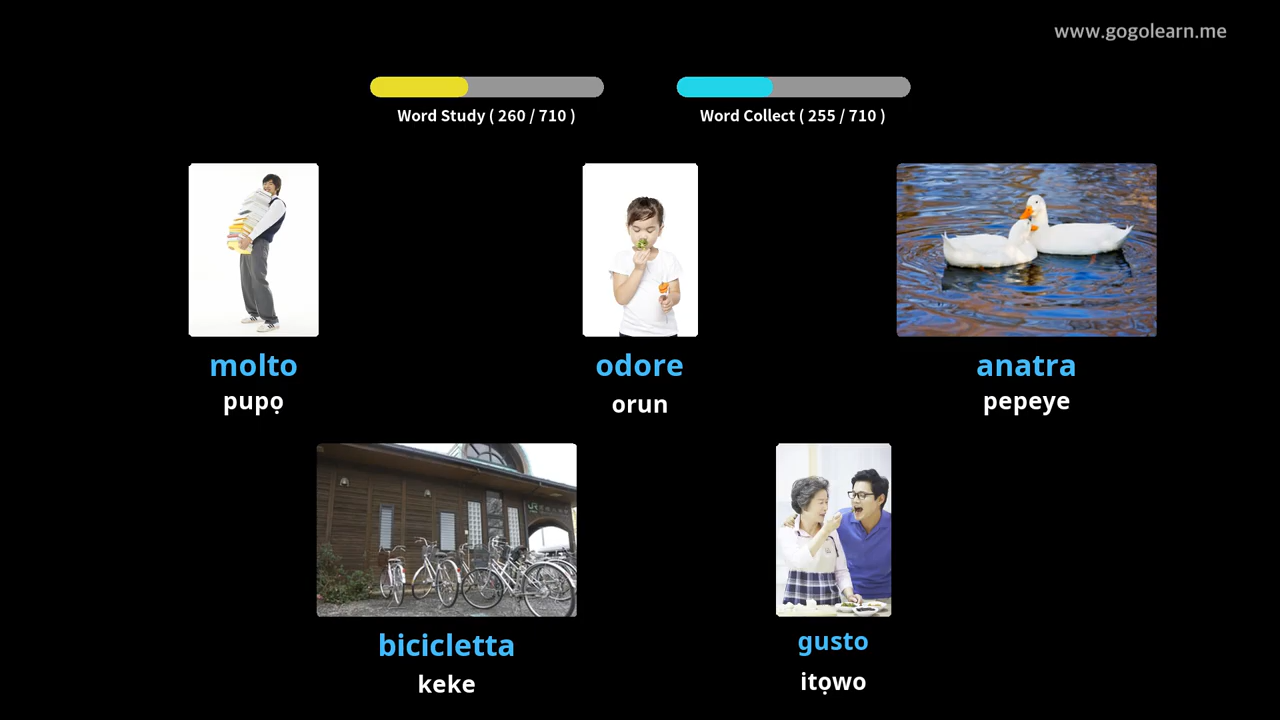 www.gogolearn.me
Word Study ( 260 / 710 )
Word Collect ( 255 / 710 )
molto
pupọ
odore
orun
anatra
pepeye
JR
bicicletta
keke
gusto
itọwo